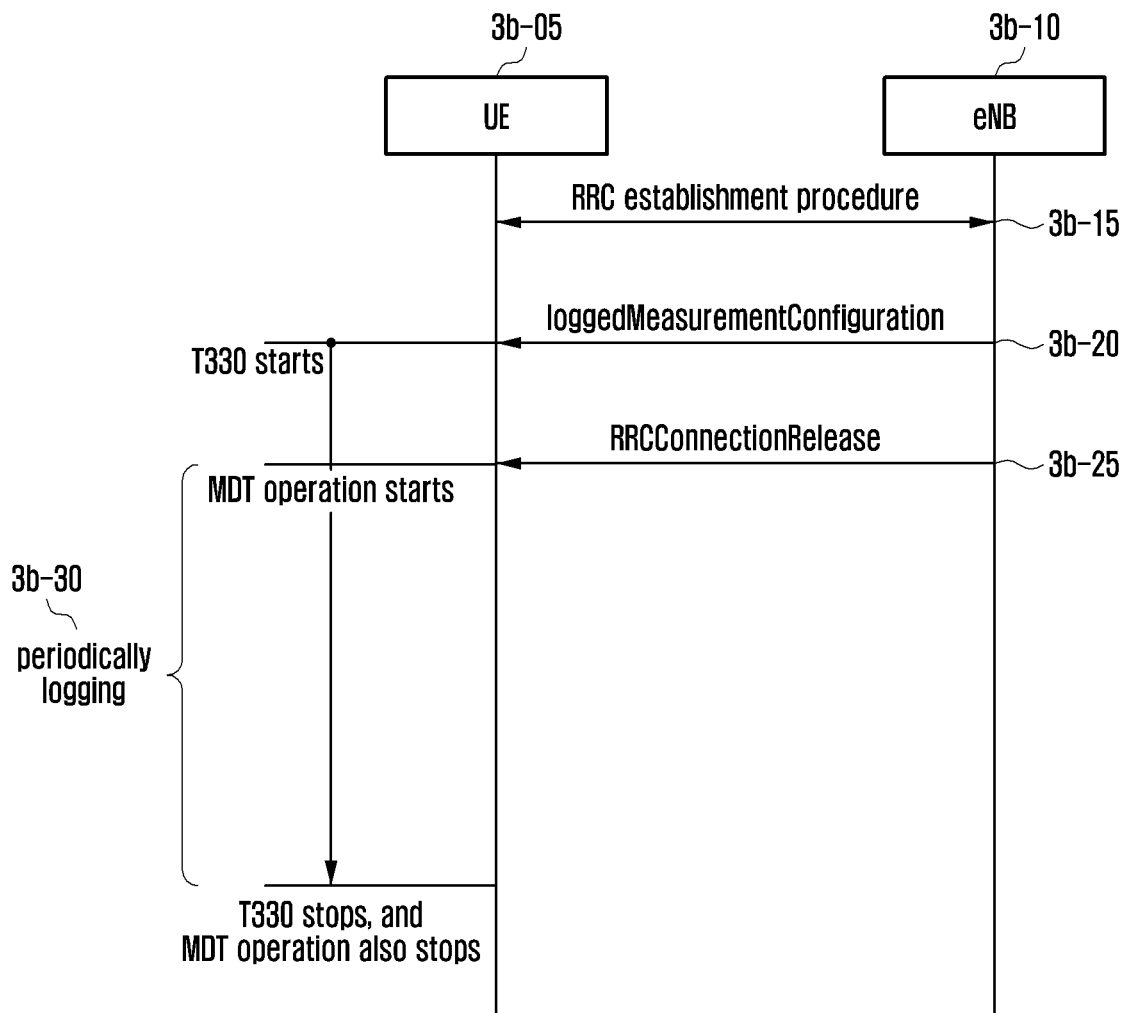 3b-05
3b-10
UE
eNB
RRC establishment procedure
3b-15
loggedMeasurementConfiguration
3b-20
T330 starts
RRCConnectionRelease
3b-25
MDT operation starts
3b-30
periodically
logging
T330 stops, and
MDT operation also stops